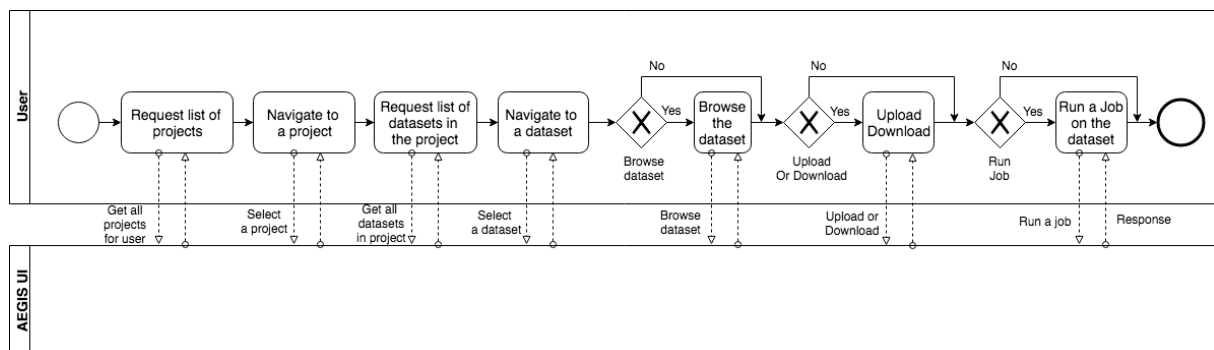 User
No
No
No
Request list of
projects
Navigate to
a project
Request list of
datasets in
the project
Navigate to
a dataset
Yes
Browse
the
dataset
Yes
Upload
Download
Yes
Run a Job
on the
dataset
Browse
dataset
Upload
Or Download
Run
Job
Get all
projects
for user
Select
a project
Get all
datasets
in project
Select
a dataset
Browse
dataset
Upload or
Download
Run a job
Response
AEGIS UI